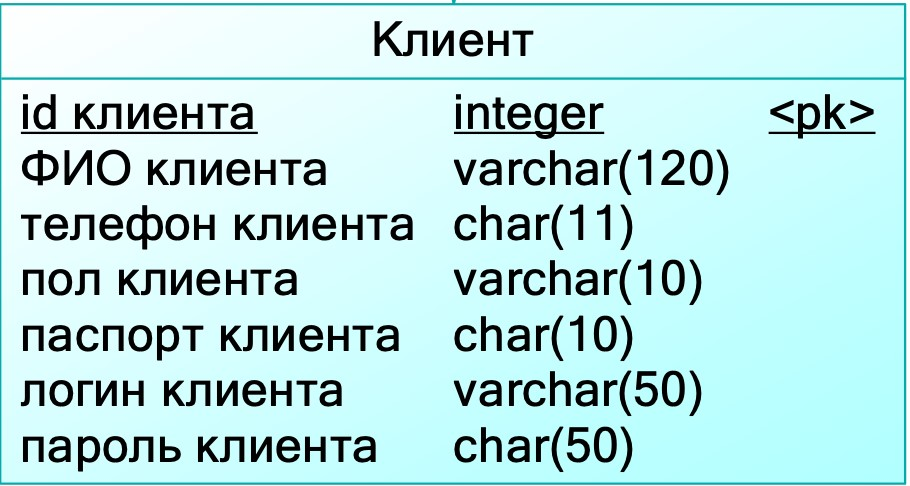 Клиент
id клиента integer <pk>
ФИО клиента varchar(120)
телефон клиента char(11)
пол клиента varchar(10)
паспорт клиента char(10)
логин клиента varchar(50)
пароль клиента char(50)